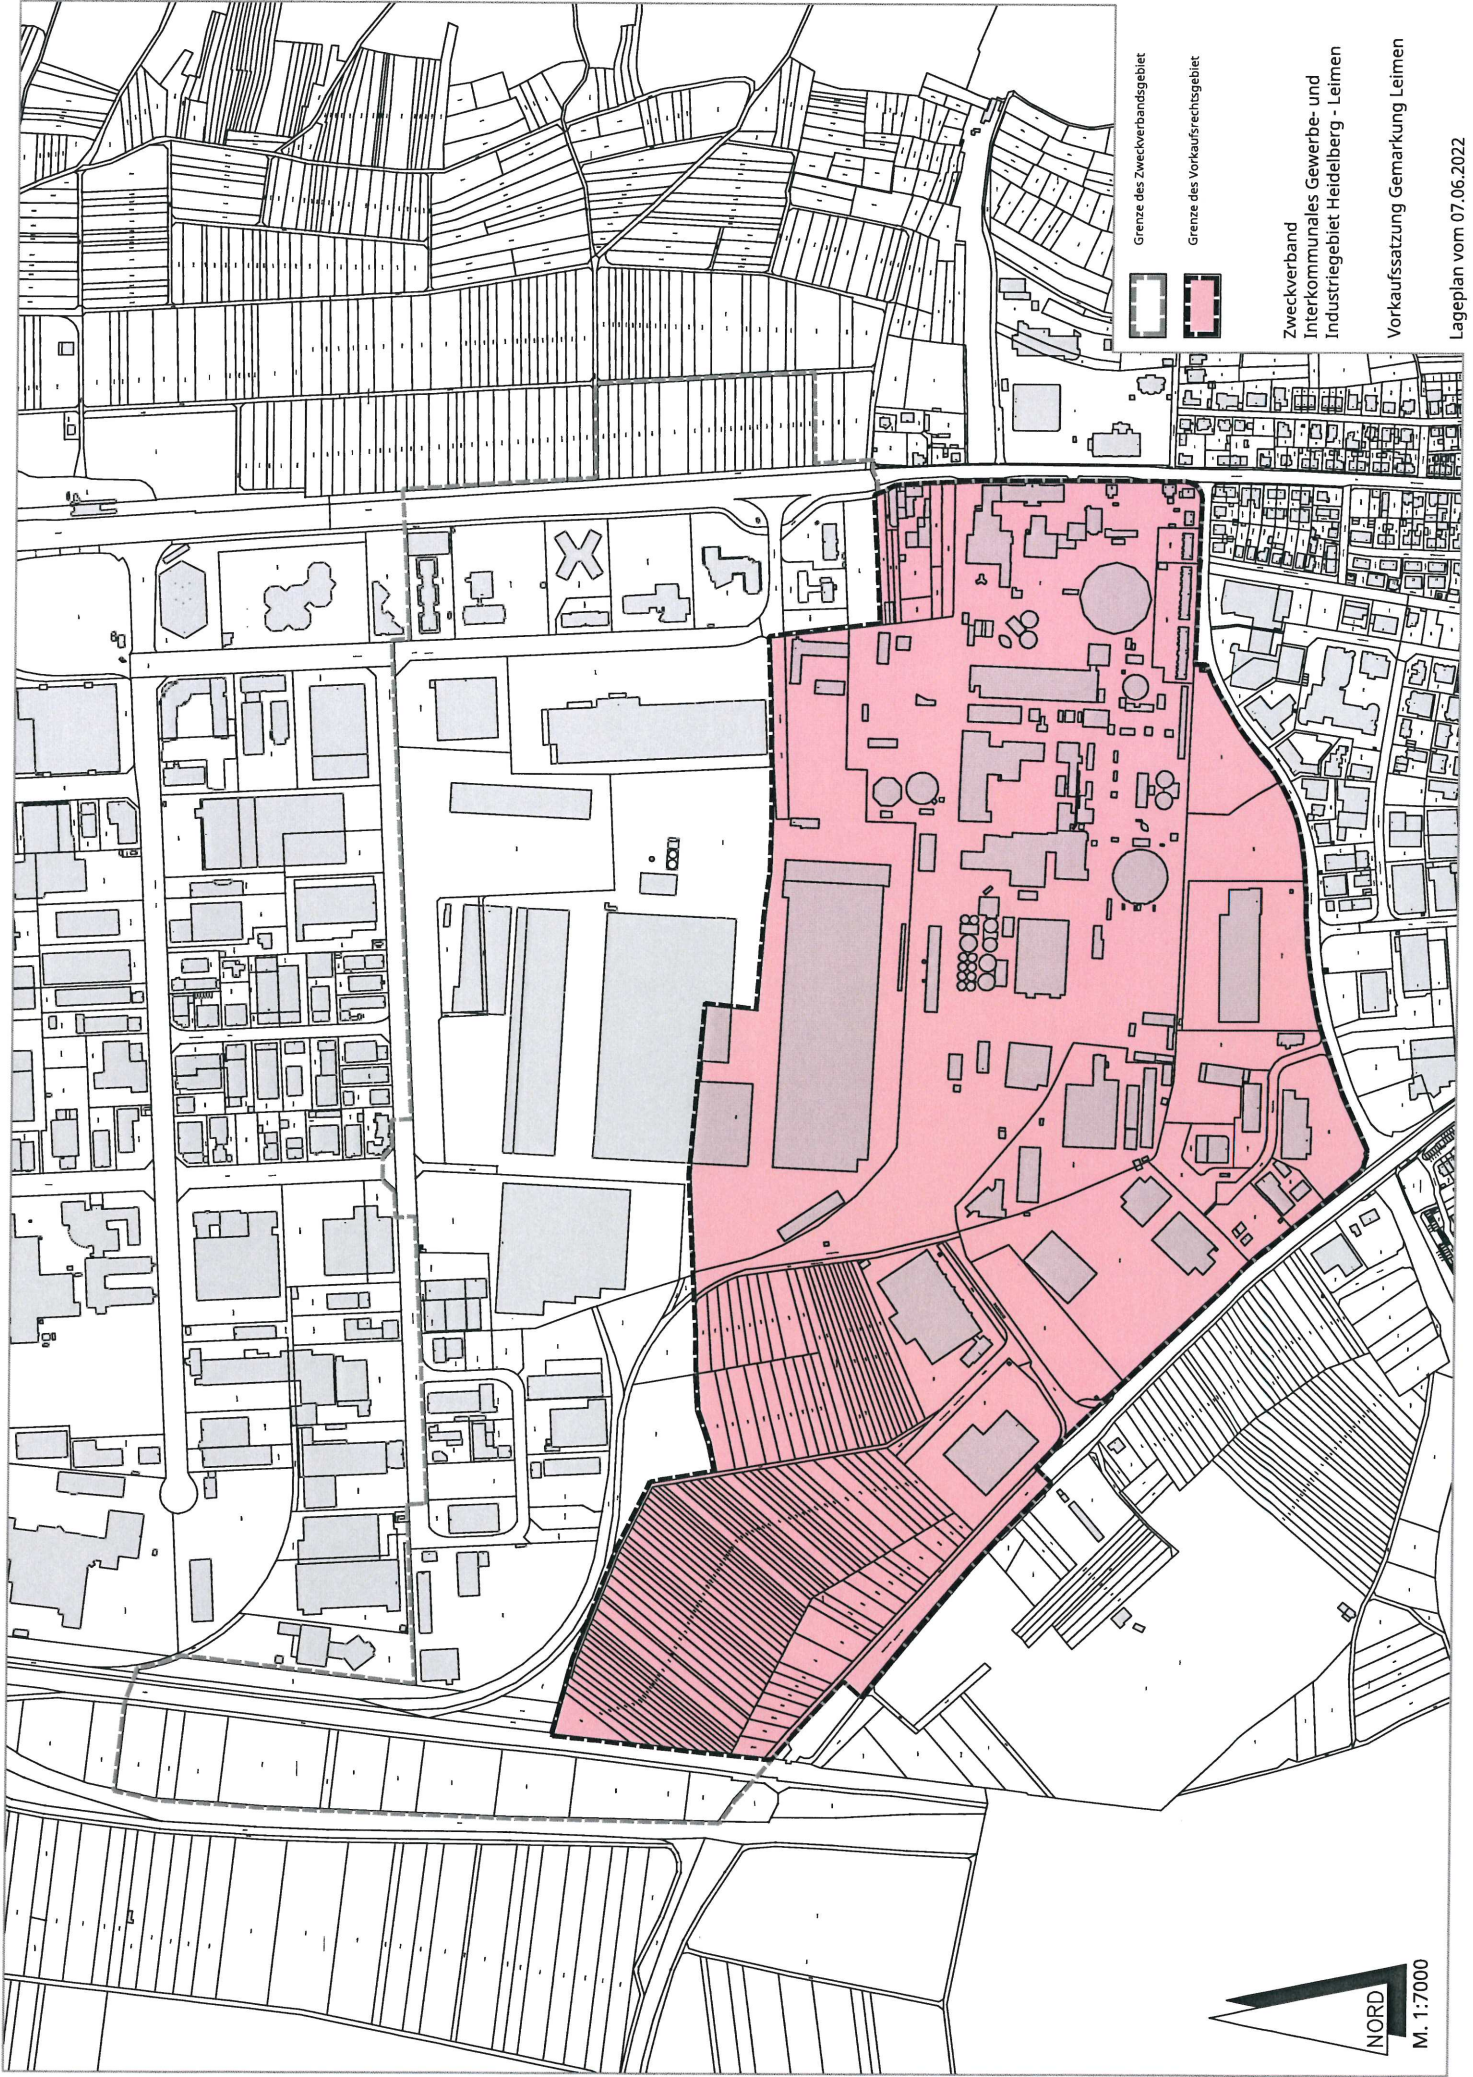 Grenze des Zweckverbandsgebiet
Grenze des Vorkaufsrechtsgebiet
Zweckverband
Interkommunales Gewerbe- und
Industriegebiet Heidelberg - Leimen
Vorkaufssatzung Gemarkung Leimen
Lageplan vom 07.06.2022
NORD
M. 1:7000